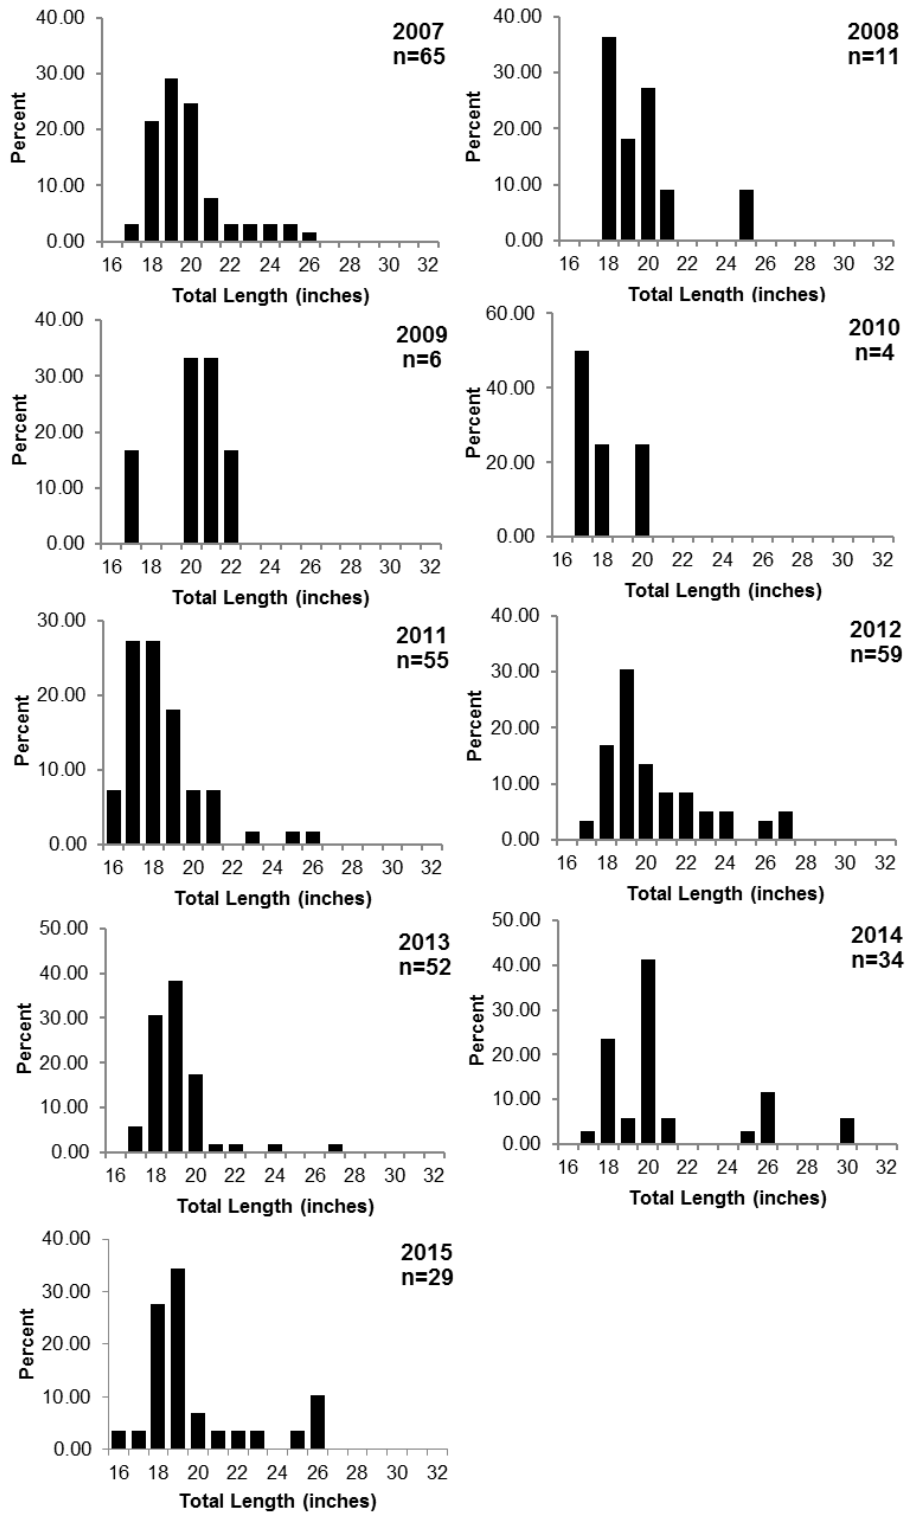 40.00
30.00
20.00
10.00
0.00
Percent
2007
n=65
16 18 20 22 24 26 28 30 32
Total Length (inches)
40.00
30.00
20.00
10.00
0.00
Percent
2008
n=11
16 18 20 22 24 26 28 30 32
Total Length (inches)
40.00
30.00
20.00
10.00
0.00
Percent
2009
n=6
16 18 20 22 24 26 28 30 32
Total Length (inches)
60.00
40.00
20.00
0.00
Percent
2010
n=4
16 18 20 22 24 26 28 30 32
Total Length (inches)
30.00
20.00
10.00
0.00
Percent
2011
n=55
16 18 20 22 24 26 28 30 32
Total Length (inches)
40.00
30.00
20.00
10.00
0.00
Percent
2012
n=59
16 18 20 22 24 26 28 30 32
Total Length (inches)
50.00
40.00
30.00
20.00
10.00
0.00
Percent
2013
n=52
16 18 20 22 24 26 28 30 32
Total Length (inches)
50.00
40.00
30.00
20.00
10.00
0.00
Percent
2014
n=34
16 18 20 22 24 26 28 30 32
Total Length (inches)
40.00
30.00
20.00
10.00
0.00
Percent
2015
n=29
16 18 20 22 24 26 28 30 32
Total Length (inches)